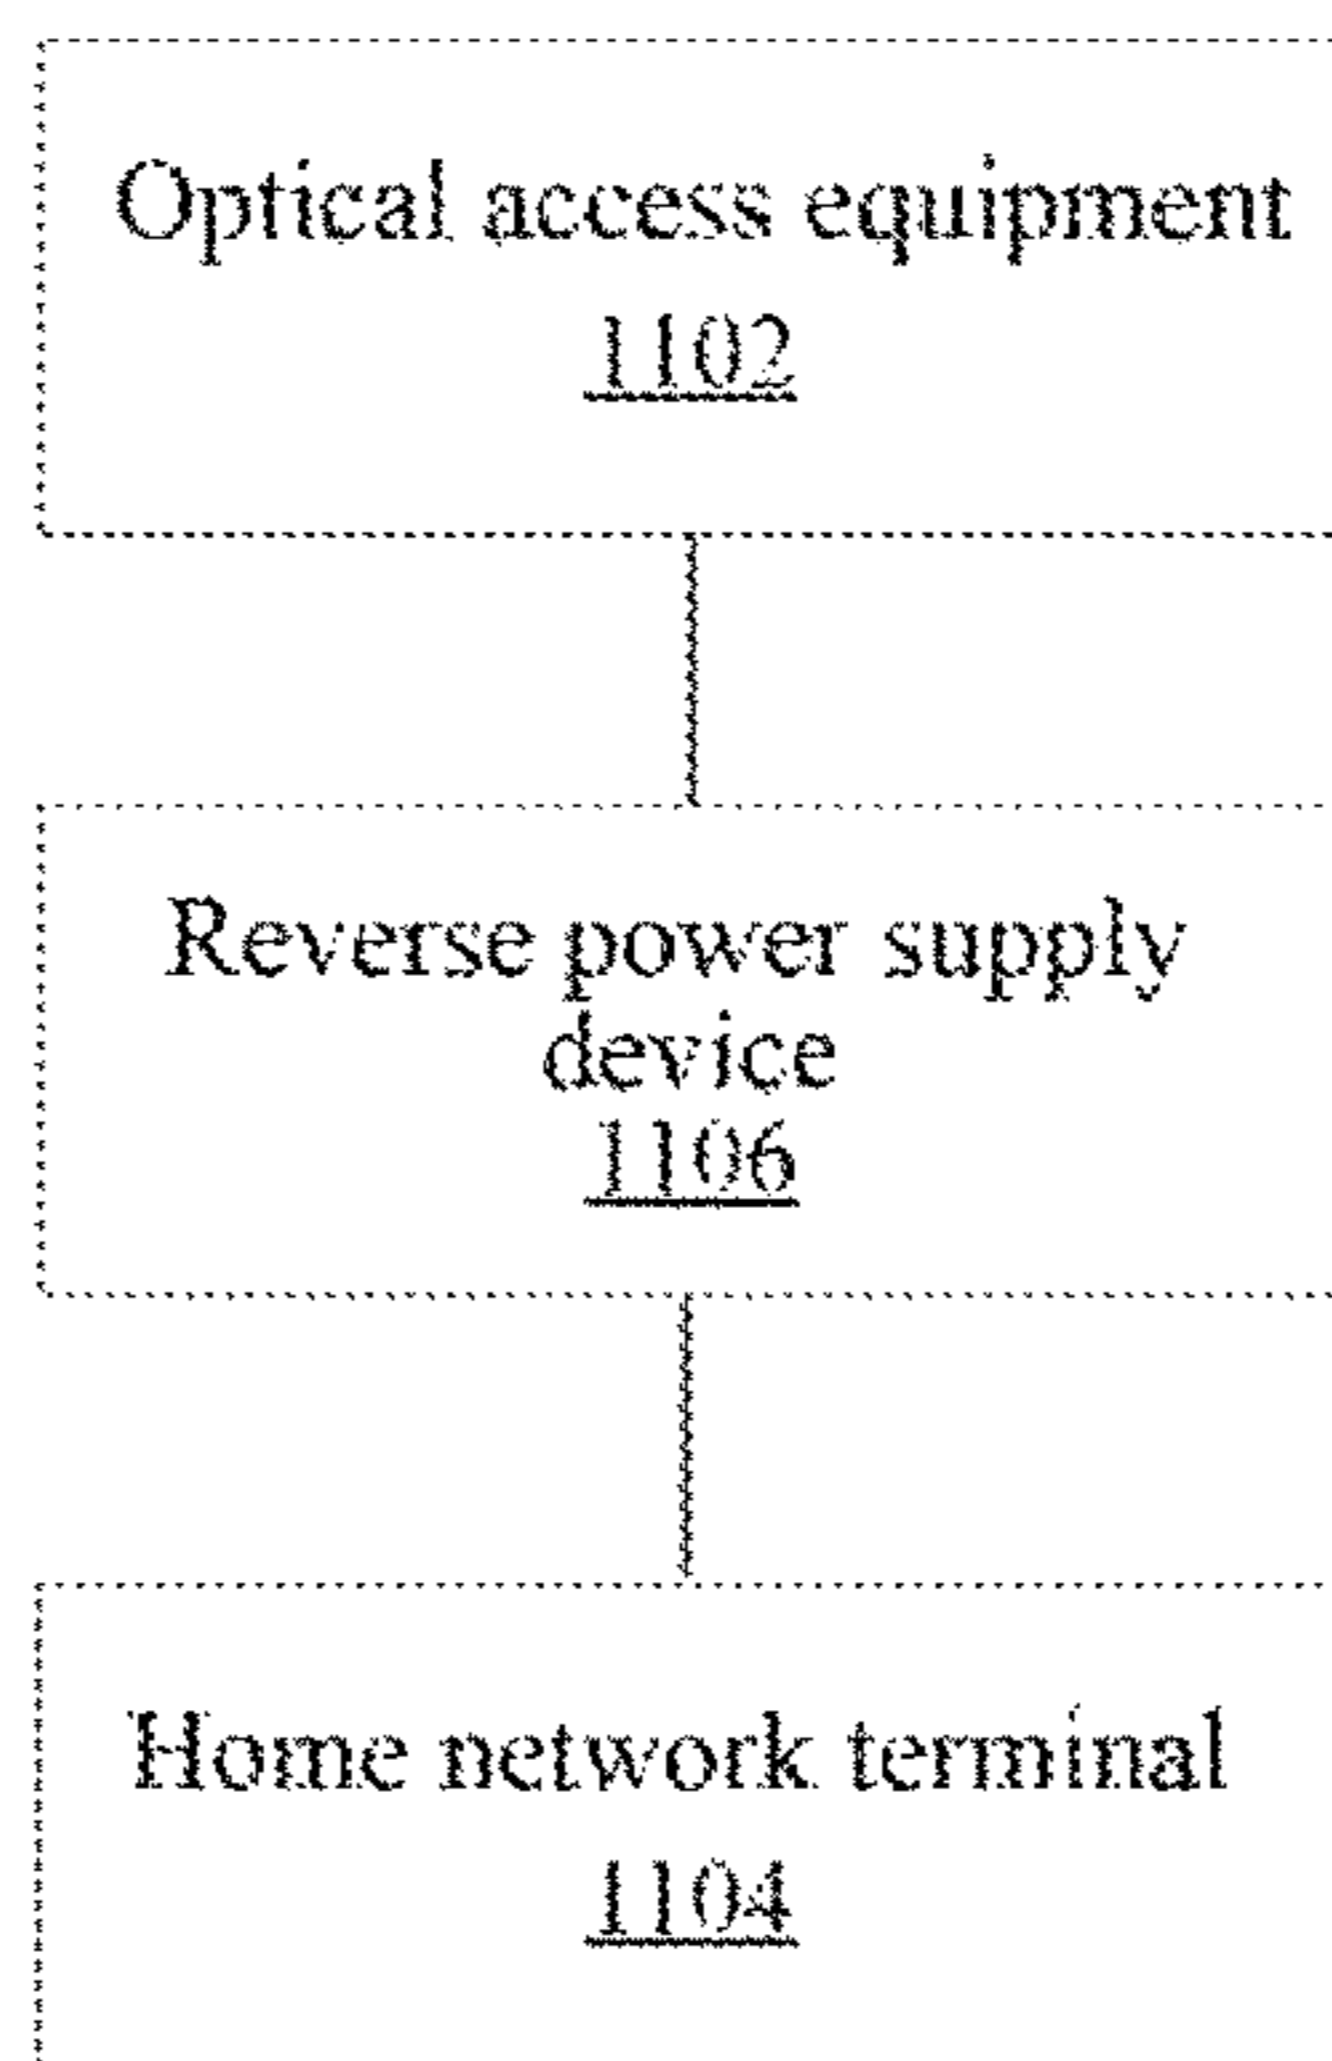 Optical access equipment
1102
Reverse power supply
device
1106
Home network terminal
1104